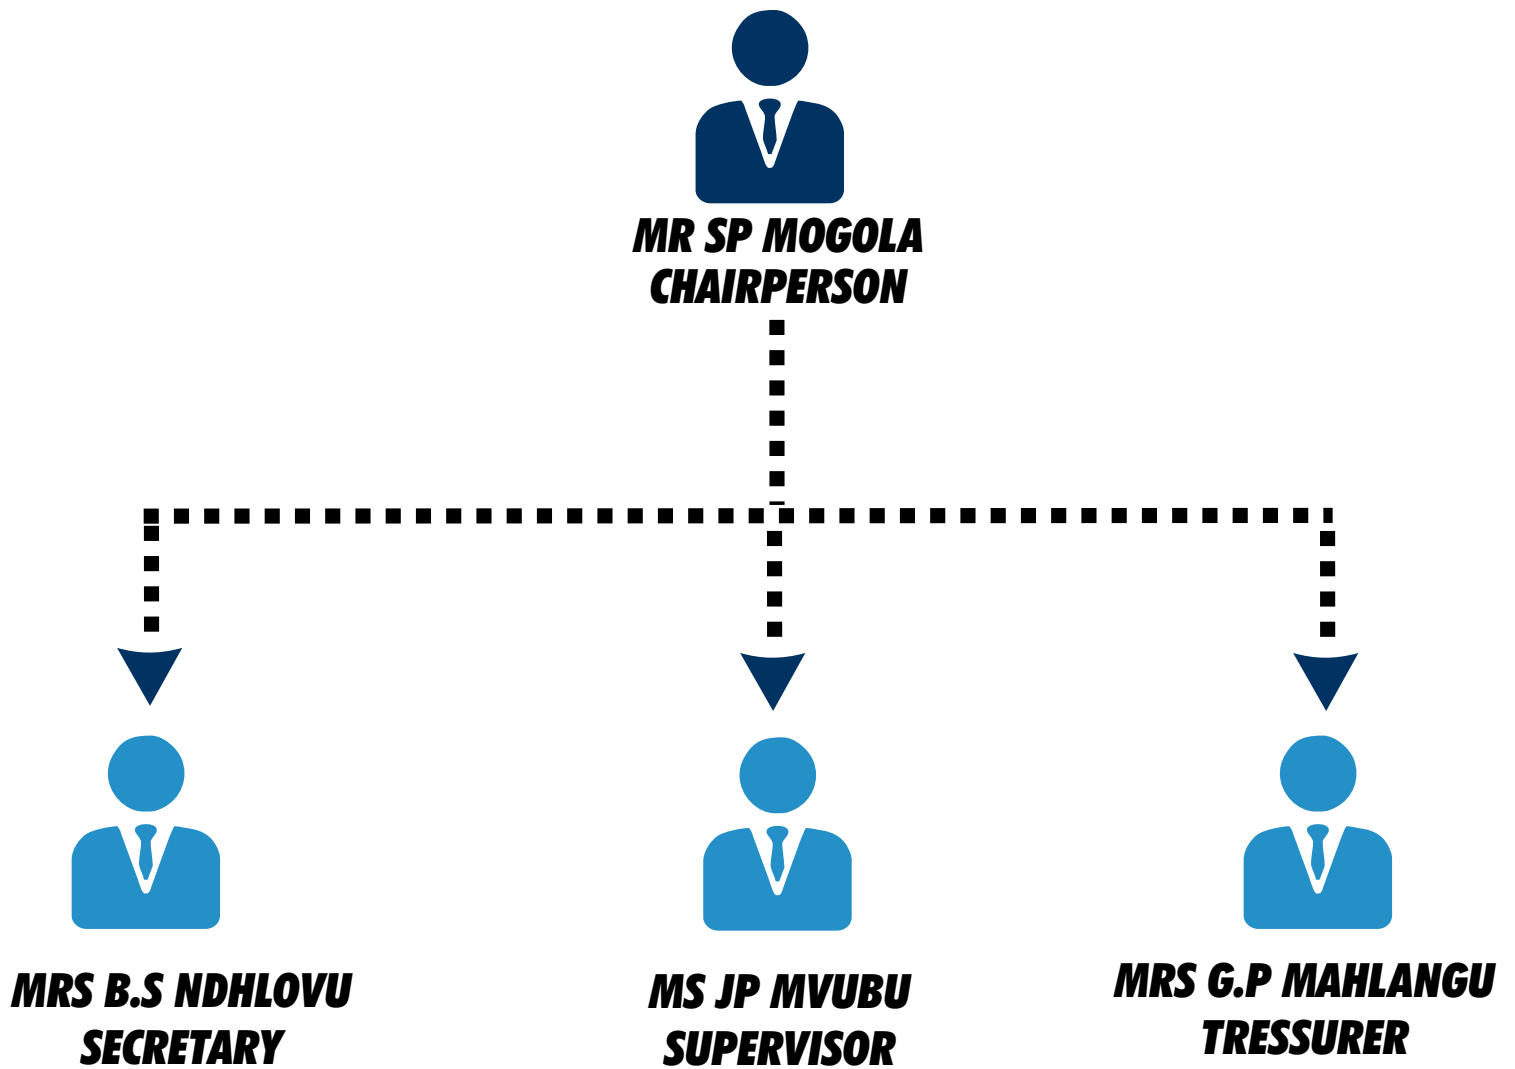 MR SP MOGOLA
CHAIRPERSON
MRS B.S NDHLOVU
SECRETARY
MS JP MVUBU
SUPERVISOR
MRS G.P MAHLANGU
TRESSURER